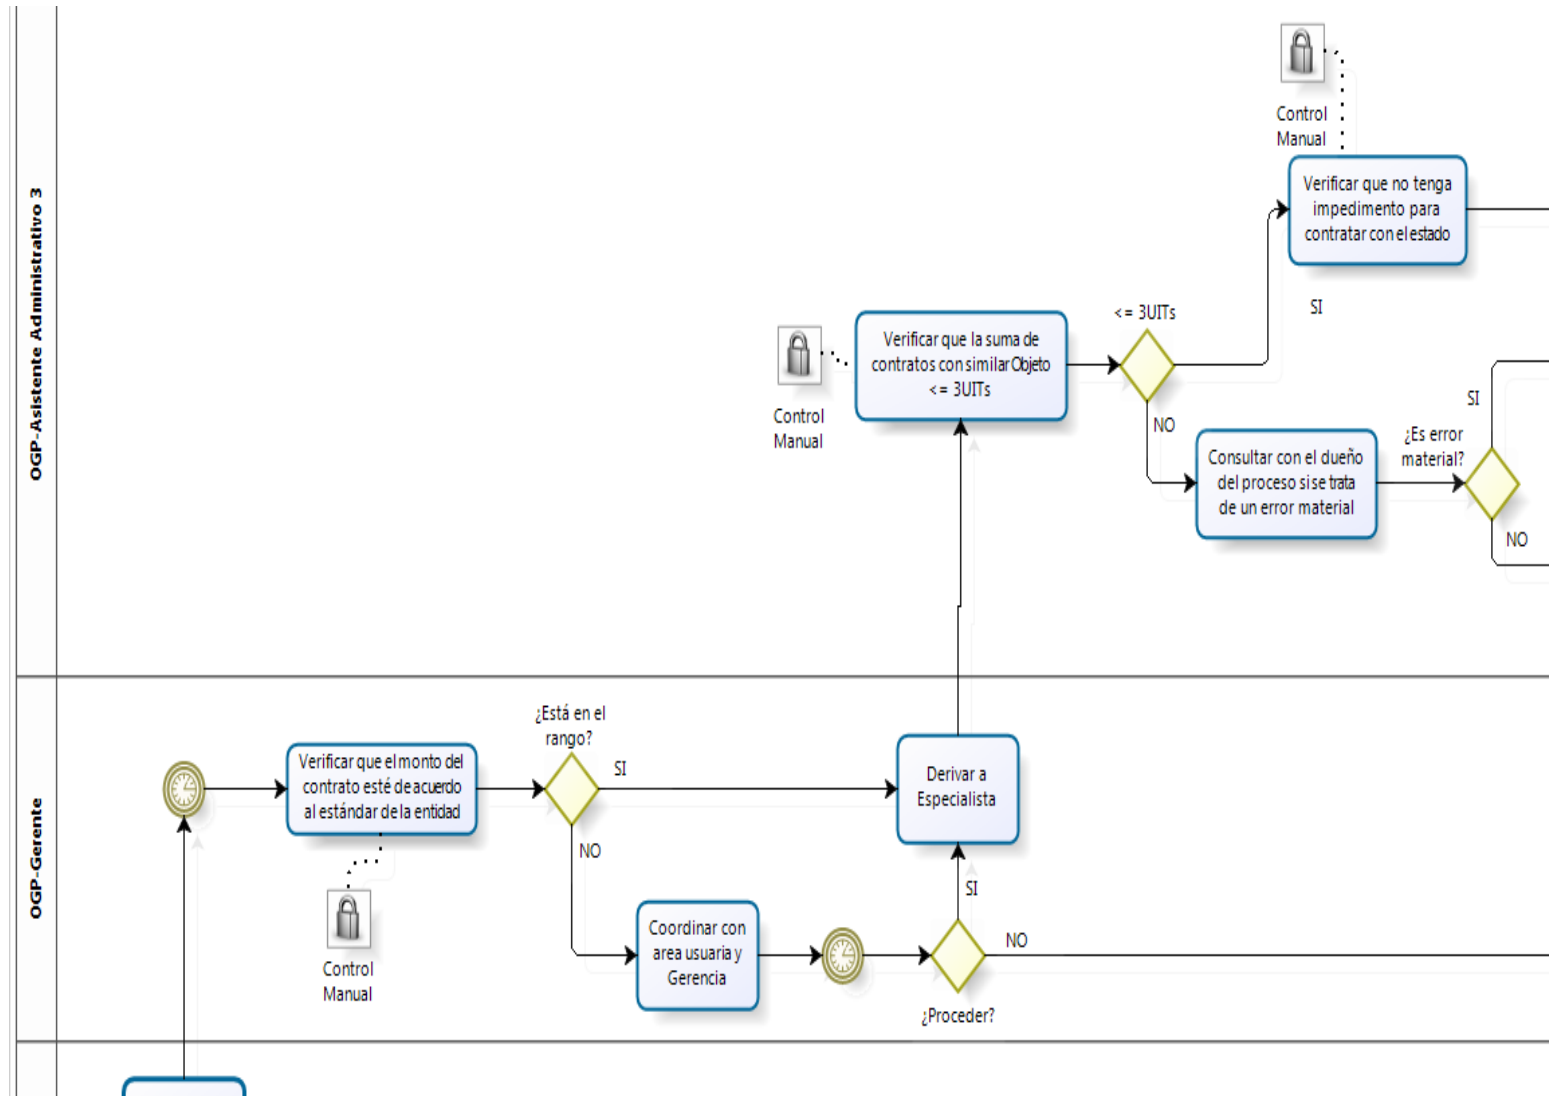 OGP-Asistente Administrativo 3
Control
Manual
Verificar que no tenga
impedimento para
contratar con el estado
SI
< = 3UITs
Verificar que la suma de
contratos con similar Objeto
< = 3UITs
Control
Manual
NO
Consultar con el dueño
del proceso si se trata
de un error material
¿Es error
material?
SI
NO
OGP-Gerente
¿Está en el
rango?
Verificar que el monto del
contrato esté de acuerdo
al estándar de la entidad
SI
Derivar a
Especialista
NO
SI
Control
Manual
Coordinar con
area usuaria y
Gerencia
NO
¿Proceder?